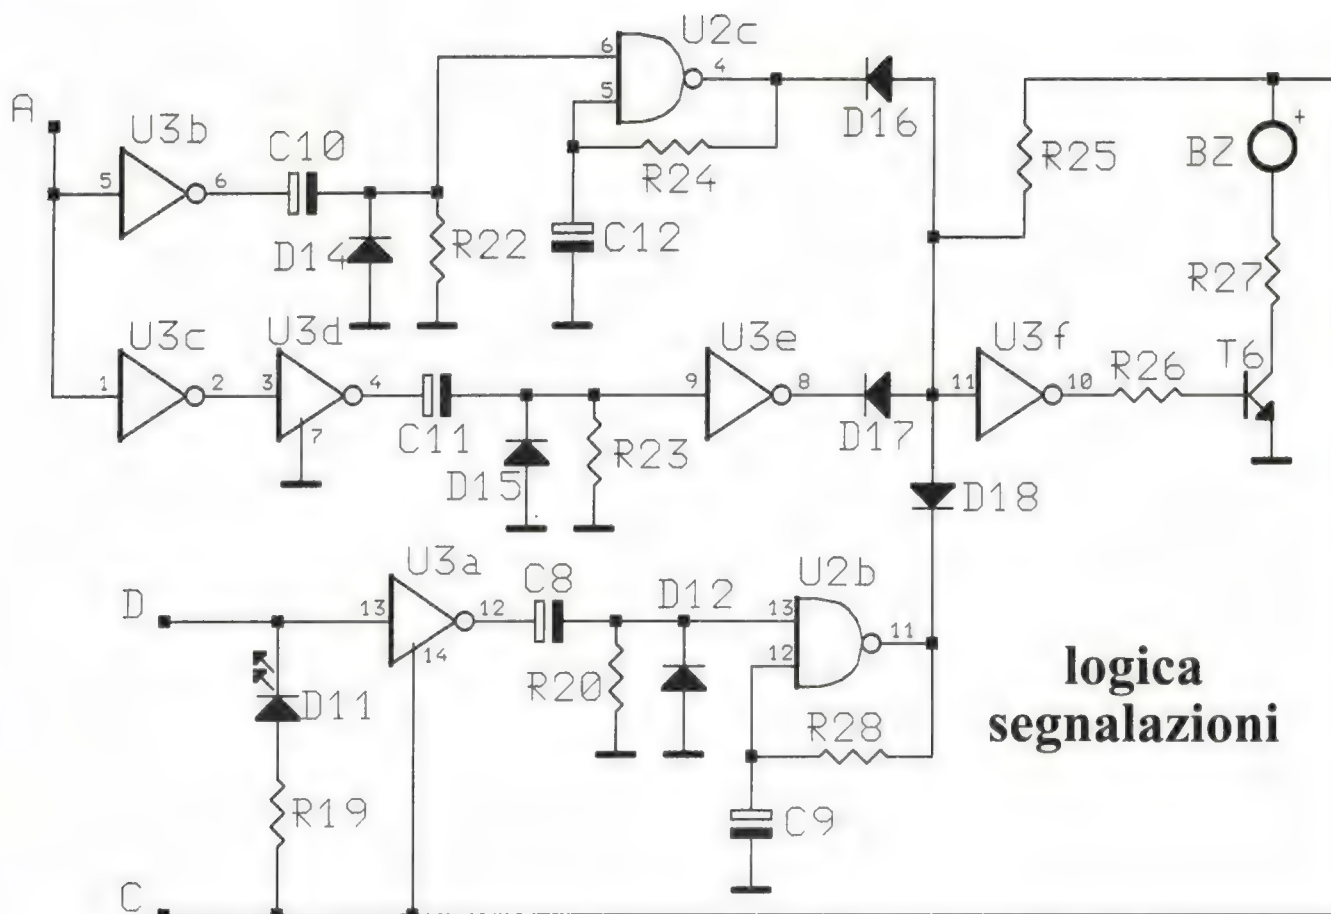 U2c
6
4
5
A
D16
U3b
C10
R25
BZ
+
R24
5
6
D14
R22
C12
R27
U3c
U3d
U3e
U3f
T6
1
2
3
4
9
8
11
10
R26
7
C11
D17
D15
R23
D18
U3a
C8
D12
U2b
D
13
12
13
11
14
12
logica
R20
D11
R28
segnalazioni
R19
C9
C